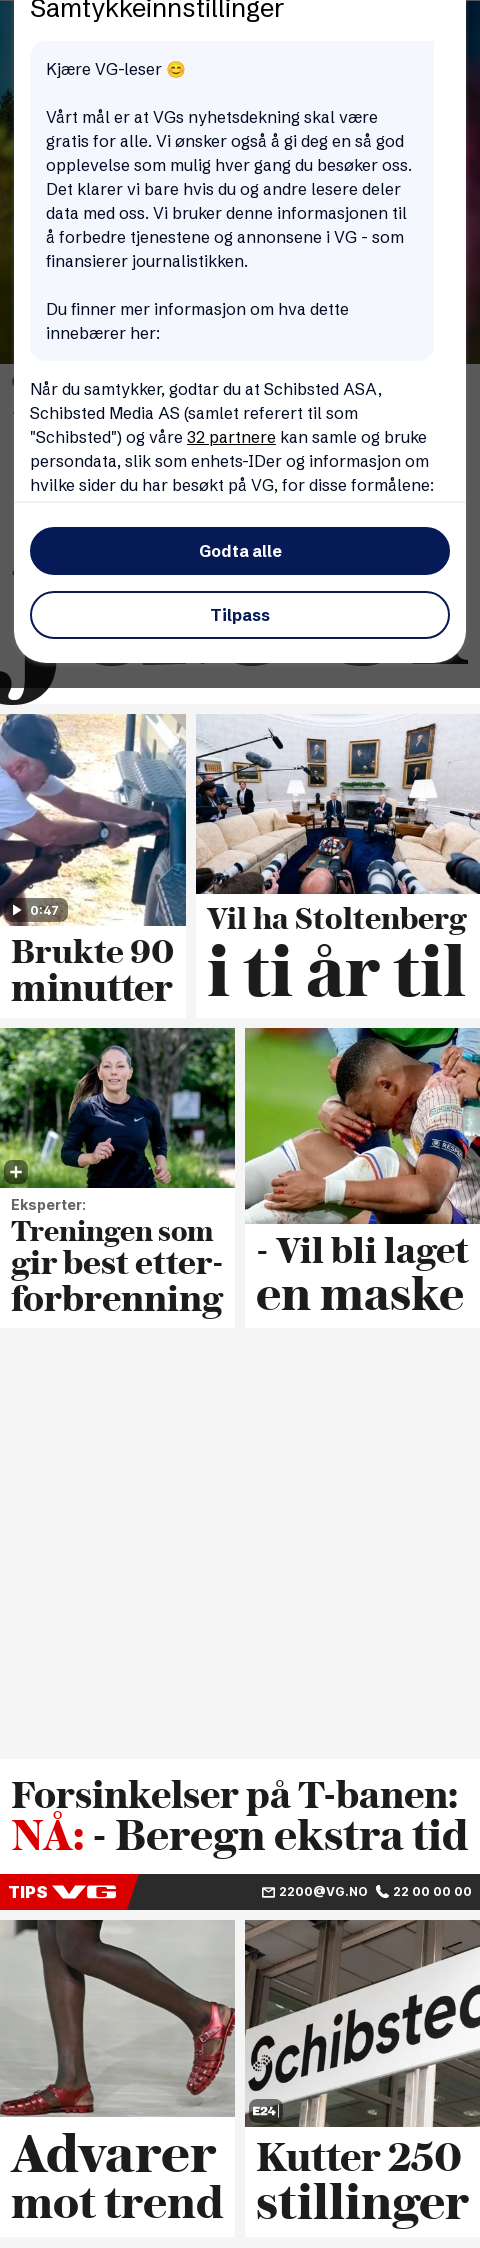 Samtykkeinnstillinger
Kjære VG-leser 😊
Vårt mål er at VGs nyhetsdekning skal være
gratis for alle. Vi ønsker også å gi deg en så god
opplevelse som mulig hver gang du besøker oss.
Det klarer vi bare hvis du og andre lesere deler
data med oss. Vi bruker denne informasjonen til
å forbedre tjenestene og annonsene i VG - som
finansierer journalistikken.
Du finner mer informasjon om hva dette
innebærer her:
Når du samtykker, godtar du at Schibsted ASA,
Schibsted Media AS (samlet referert til som
"Schibsted") og våre 32 partnere kan samle og bruke
persondata, slik som enhets-IDer og informasjon om
hvilke sider du har besøkt på VG, for disse formålene:
Godta alle
Tilpass
0:47
Brukte 90
minutter
Vil ha Stoltenberg
i ti år til
Eksperter:
Treningen som
gir best etter-
forbrenning
RESPECT
- Vil bli laget
en maske
Forsinkelser på T-banen:
NÅ: - Beregn ekstra tid
TIPS VG 2200@VG.NO 22 00 00 00
Schibsted
E24
Advarer
mot trend
Kutter 250
stillinger